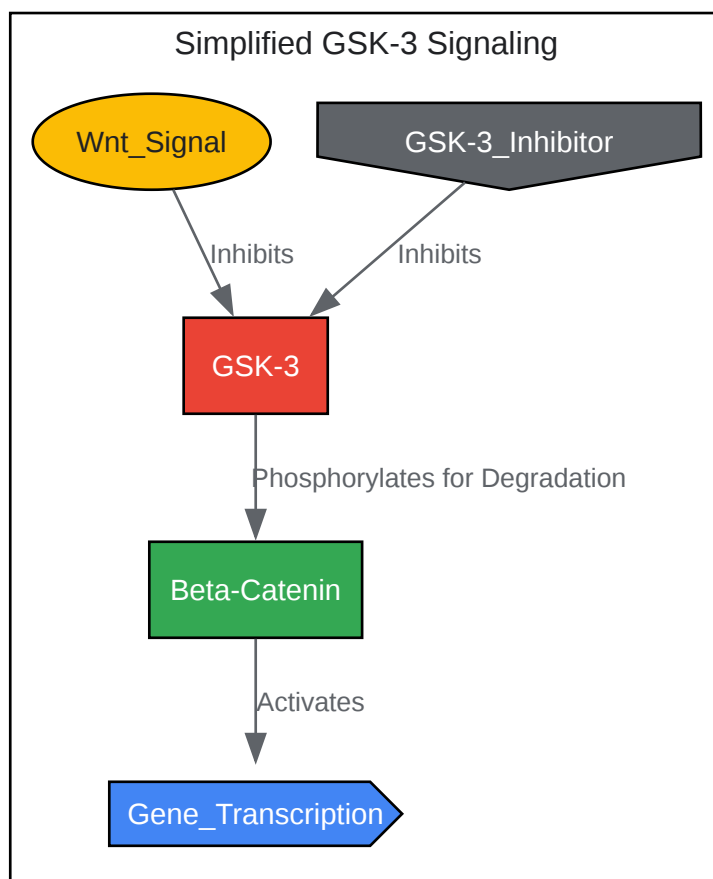 Simplified GSK-3 Signaling
Wnt_Signal
GSK-3_Inhibitor
Inhibits
Inhibits
GSK-3
Phosphorylates for Degradation
Beta-Catenin
Activates
Gene_Transcription